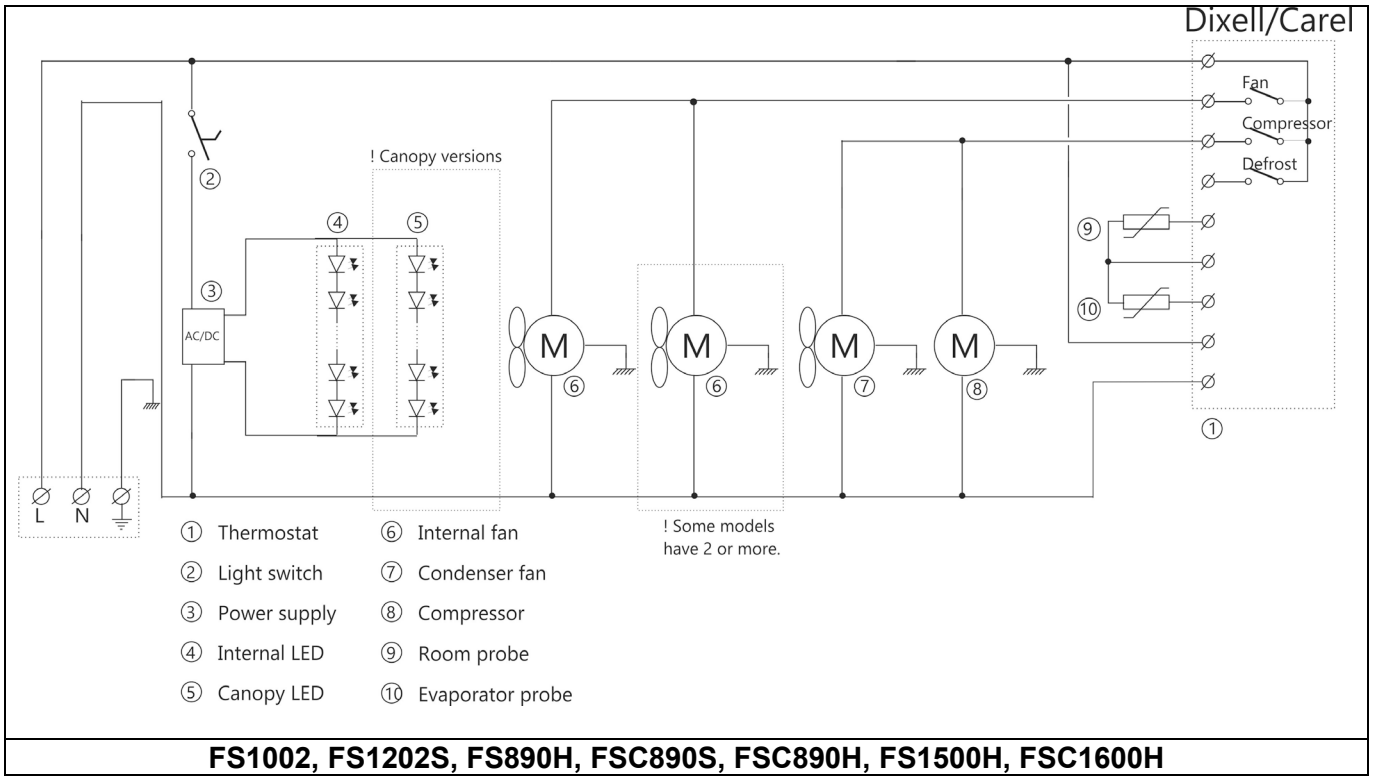 Dixell/Carel
Fan
Compressor
Defrost
! Canopy versions
②
④
⑤
③
AC/DC
⑨
⑩
M
M
M
M
⑥
⑥
⑦
⑧
①
L N
! Some models
have 2 or more.
① Thermostat
② Light switch
③ Power supply
④ Internal LED
⑤ Canopy LED
⑥ Internal fan
⑦ Condenser fan
⑧ Compressor
⑨ Room probe
⑩ Evaporator probe
FS1002, FS1202S, FS890H, FSC890S, FSC890H, FS1500H, FSC1600H